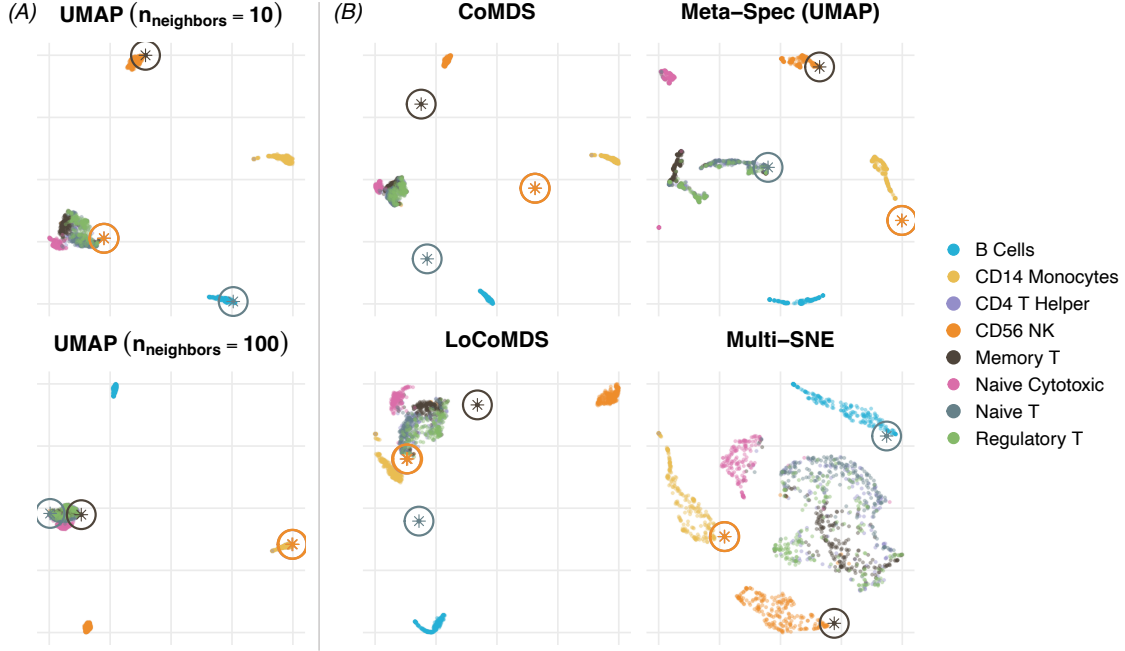 (A)
UMAP (n_neighbors = 10)
(B)
CoMDS
Meta–Spec (UMAP)
UMAP (n_neighbors = 100)
LoCoMDS
Multi–SNE
B Cells
CD14 Monocytes
CD4 T Helper
CD56 NK
Memory T
Naive Cytotoxic
Naive T
Regulatory T